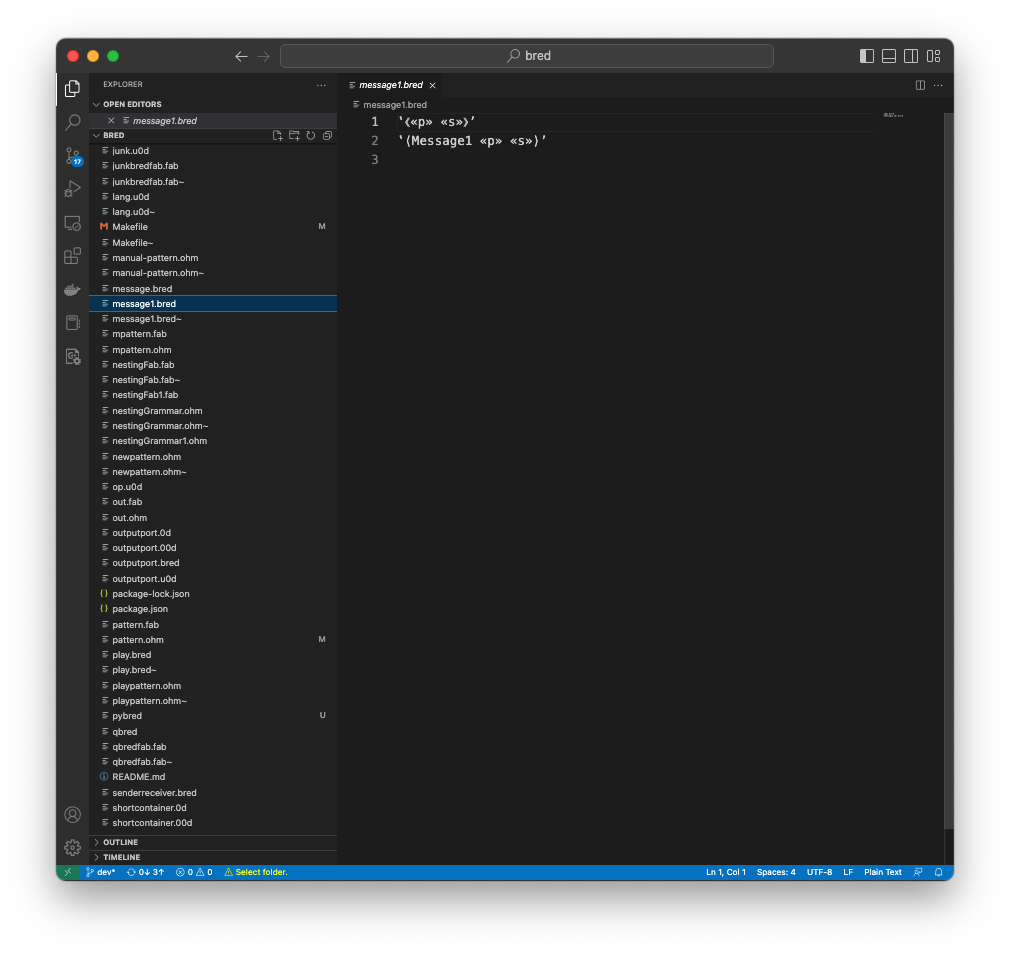 bred
EXPLORER
message1.bred
OPEN EDITORS
message1.bred
message1.bred
BRED
1 ‛⟪«p» «s»⟫’
2 ‛⟨Message1 «p» «s»⟩’
3
17
junk.u0d
junkbredfab.fab
junkbredfab.fab~
lang.u0d
lang.u0d~
Makefile M
Makefile~
manual-pattern.ohm
manual-pattern.ohm~
message.bred
message1.bred
message1.bred~
mpattern.fab
mpattern.ohm
nestingFab.fab
nestingFab.fab~
nestingFab1.fab
nestingGrammar.ohm
nestingGrammar.ohm~
nestingGrammar1.ohm
newpattern.ohm
newpattern.ohm~
op.u0d
out.fab
out.ohm
outputport.0d
outputport.00d
outputport.bred
outputport.u0d
package-lock.json
package.json
pattern.fab
pattern.ohm M
play.bred
play.bred~
playpattern.ohm
playpattern.ohm~
pybred U
qbred
qbredfab.fab
qbredfab.fab~
README.md
senderreceiver.bred
shortcontainer.0d
shortcontainer.00d
OUTLINE
TIMELINE
dev* 0↓ 3↑ 0 0 Select folder. Ln 1, Col 1 Spaces: 4 UTF-8 LF Plain Text